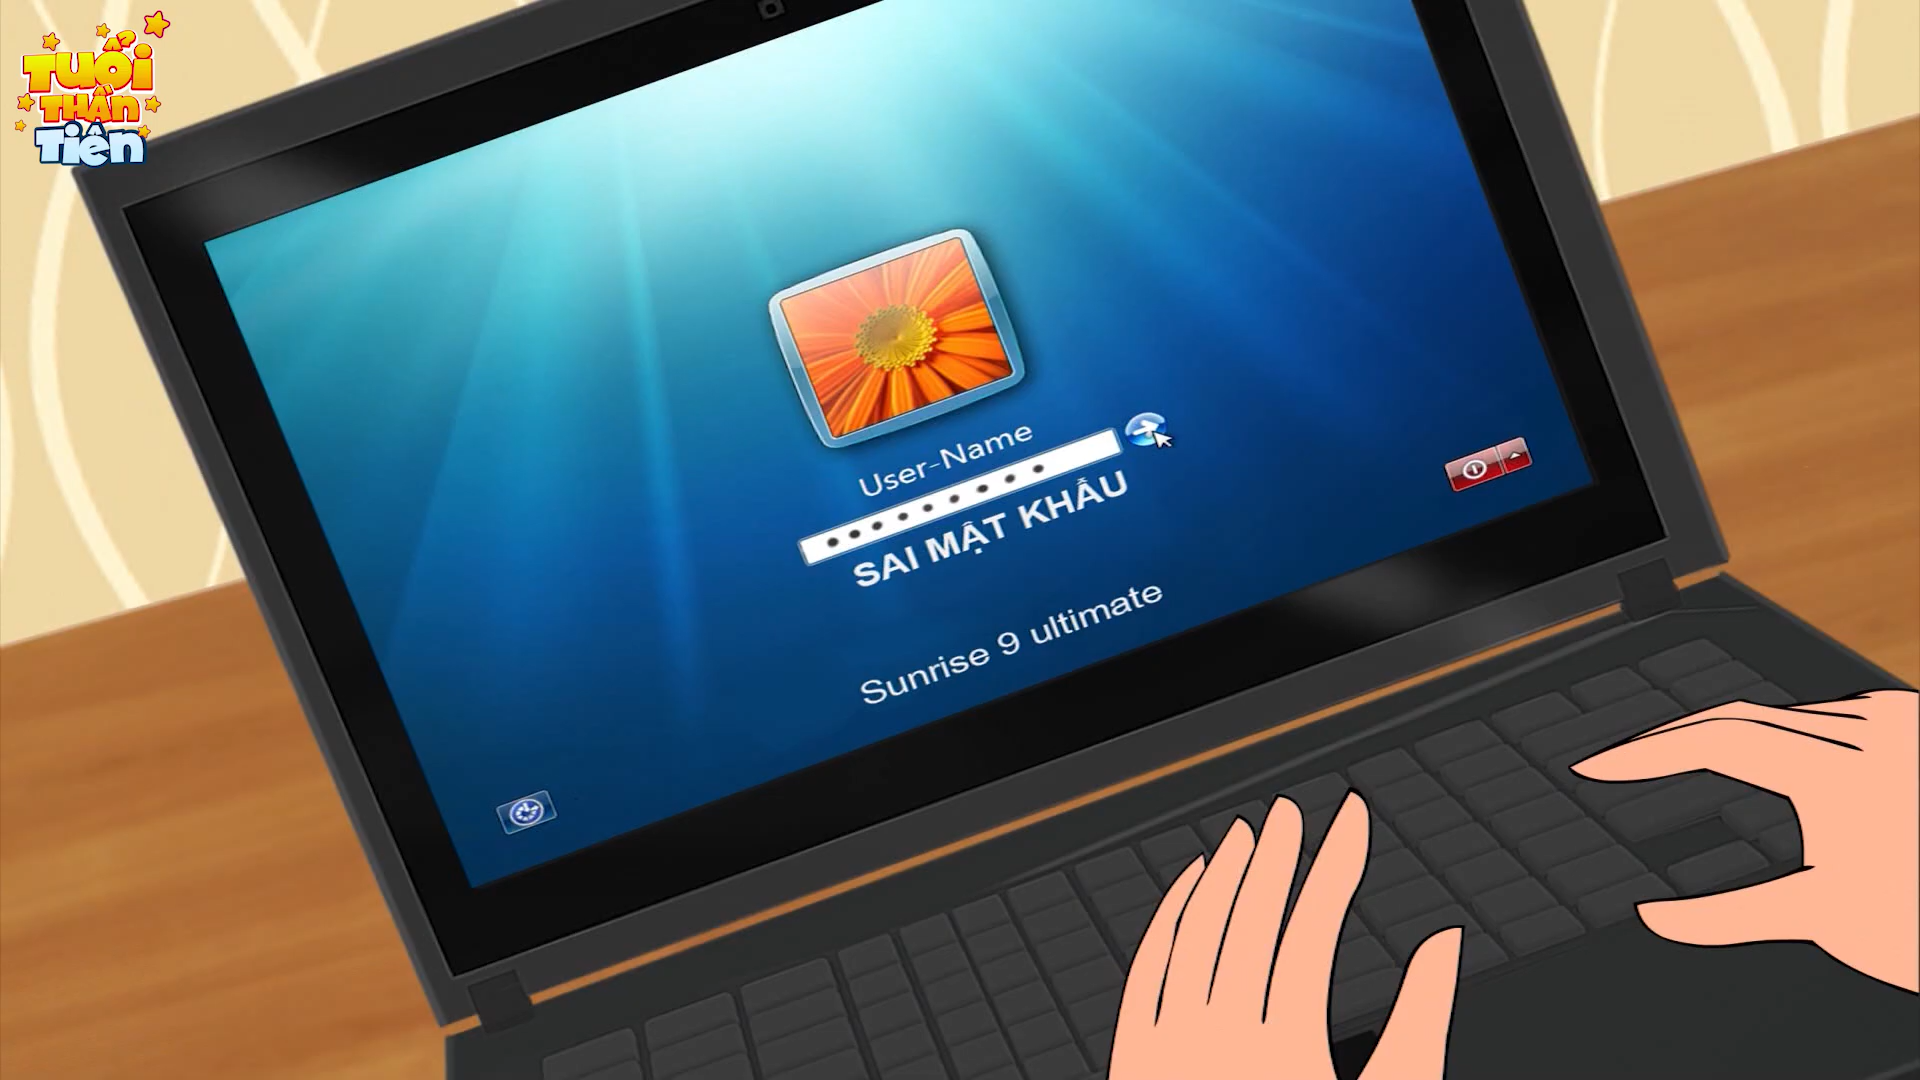 TUỔI
THẦN
TIÊN
User-Name
SAI MẬT KHẨU
Sunrise 9 ultimate